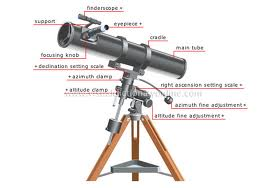 finderscope +
support
eyepiece +
cradle
main tube
focusing knob
+ declination setting scale
+ azimuth clamp
+ altitude clamp
right ascension setting scale +
azimuth fine adjustment +
altitude fine adjustment +